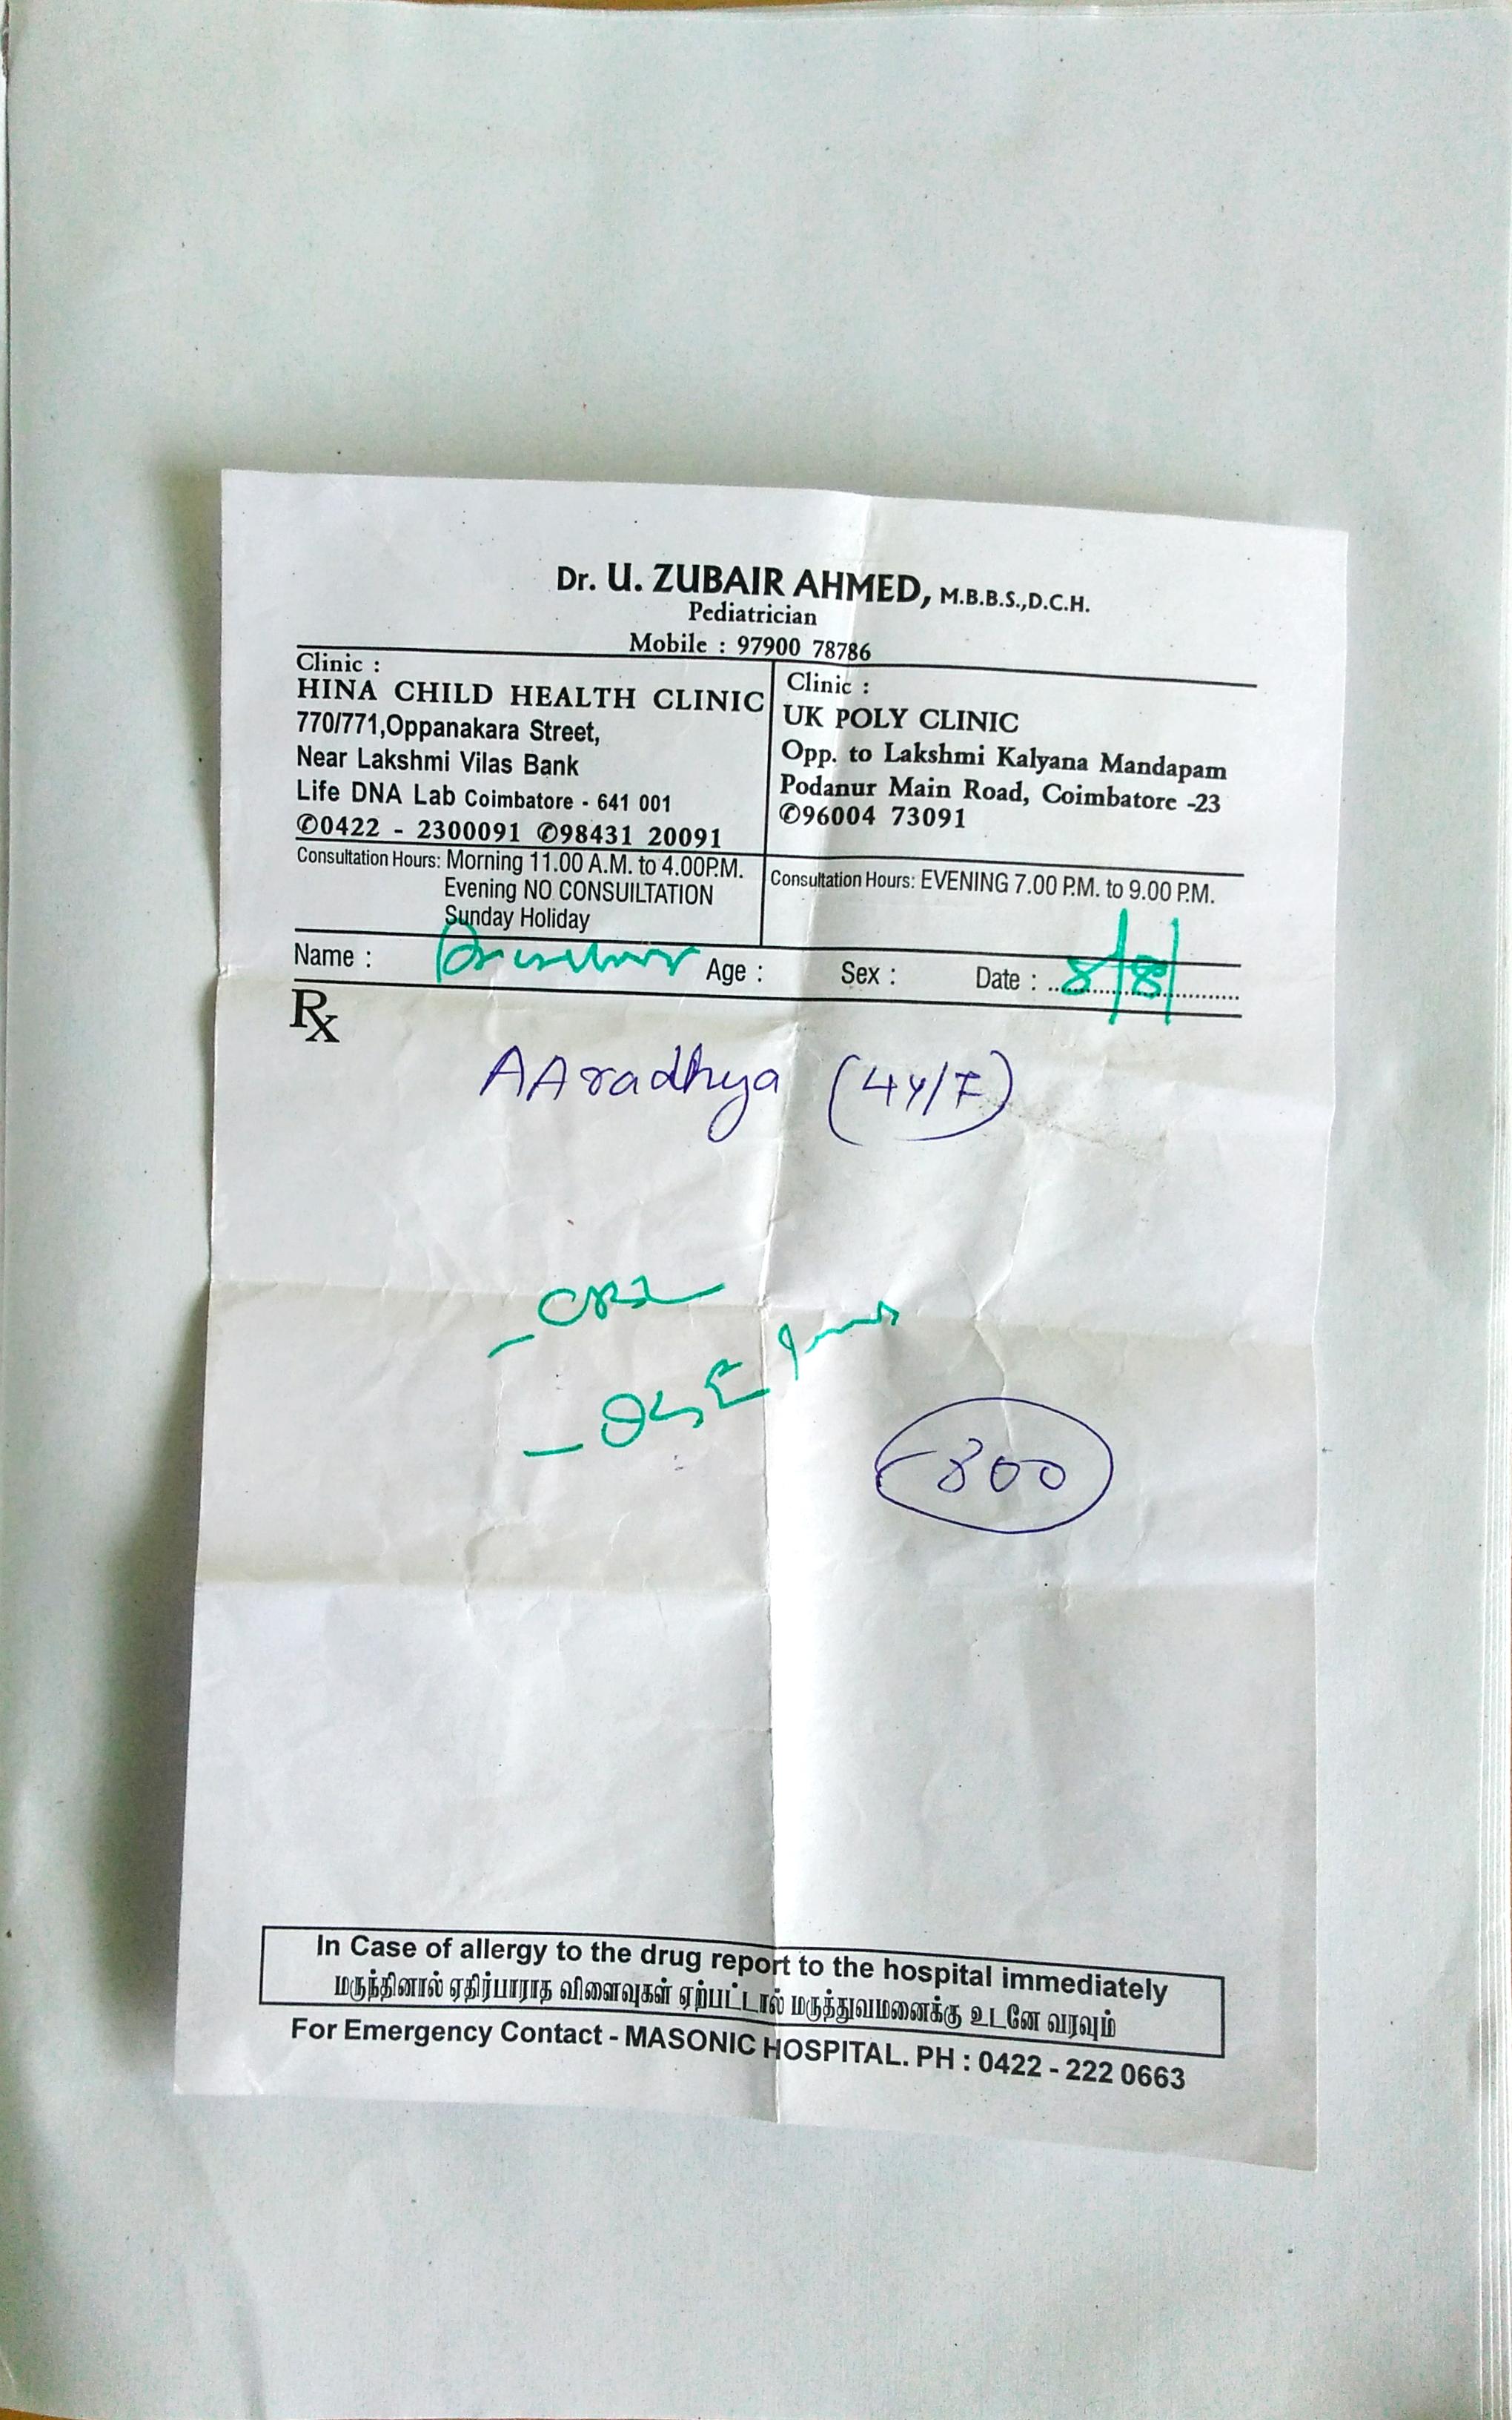 Dr. U. ZUBAIR AHMED, M.B.B.S.,D.C.H.
Pediatrician
Mobile : 97900 78786
Clinic :
HINA CHILD HEALTH CLINIC
770/771,Oppanakara Street,
Near Lakshmi Vilas Bank
Life DNA Lab Coimbatore - 641 001
✆0422 - 2300091 ✆98431 20091
Consultation Hours: Morning 11.00 A.M. to 4.00P.M.
Evening NO CONSUILTATION
Sunday Holiday
Clinic :
UK POLY CLINIC
Opp. to Lakshmi Kalyana Mandapam
Podanur Main Road, Coimbatore -23
✆96004 73091
Consultation Hours: EVENING 7.00 P.M. to 9.00 P.M.
Name : Age : Sex : Date : 8/8/
Rx
AAradhya (4y/F)
800
In Case of allergy to the drug report to the hospital immediately
மருந்தினால் ஏதிர்பாராத விளைவுகள் ஏற்பட்டால் மருத்துவமனைக்கு உடனே வரவும்
For Emergency Contact - MASONIC HOSPITAL. PH : 0422 - 222 0663